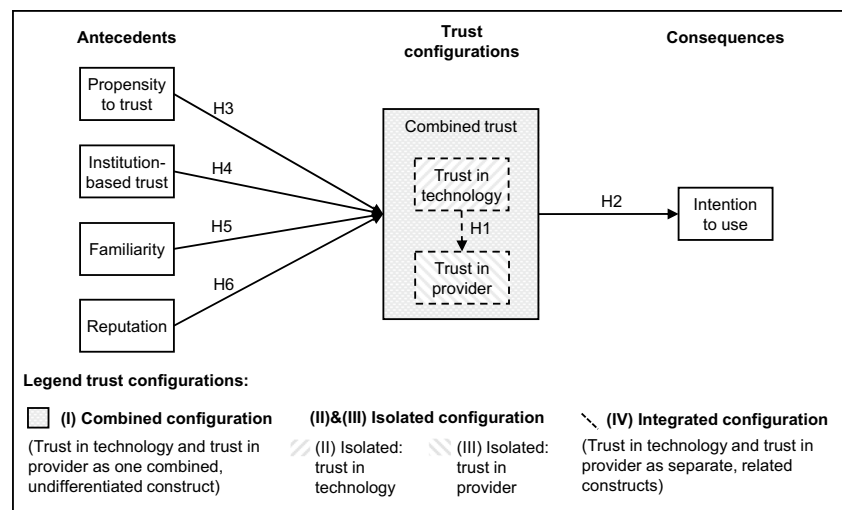 Antecedents
Trust
configurations
Consequences
Propensity
to trust
Institution-
based trust
Familiarity
Reputation
H3
H4
H5
H6
Combined trust
Trust in
technology
H1
Trust in
provider
H2
Intention
to use
Legend trust configurations:
(I) Combined configuration
(Trust in technology and trust in
provider as one combined,
undifferentiated construct)
(II)&(III) Isolated configuration
(II) Isolated:
trust in
technology
(III) Isolated:
trust in
provider
(IV) Integrated configuration
(Trust in technology and trust in
provider as separate, related
constructs)